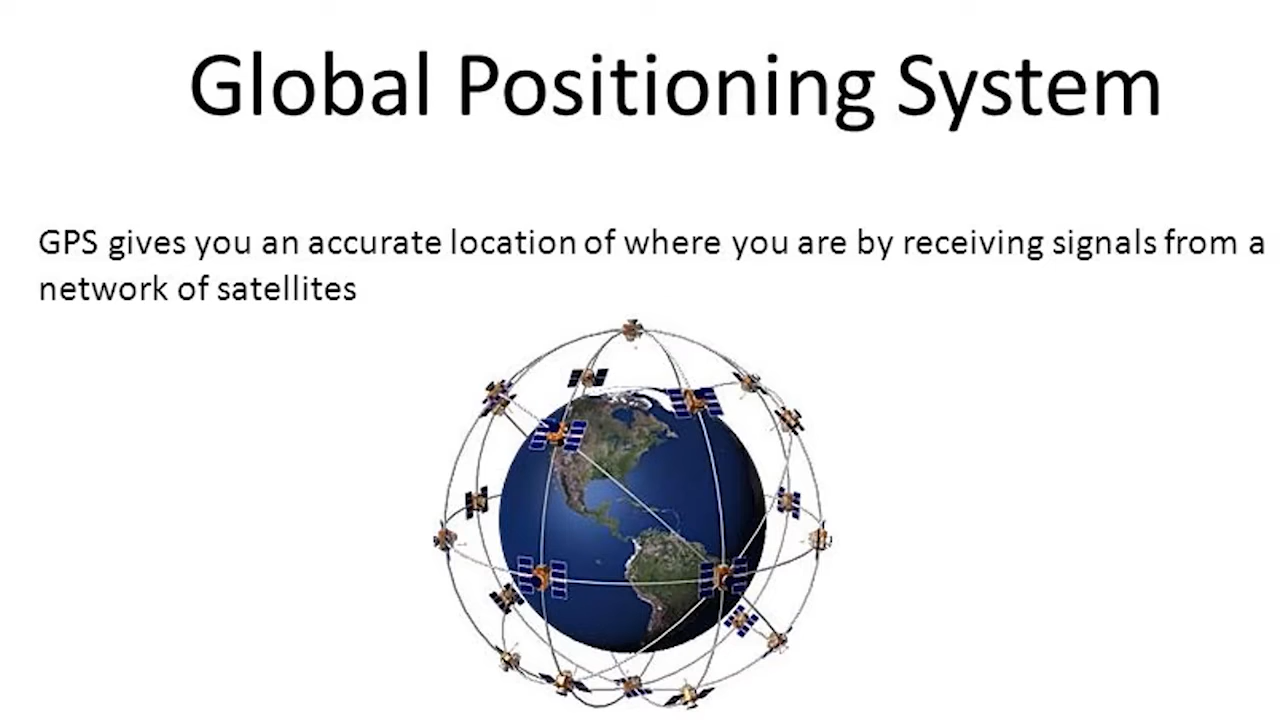 Global Positioning System
GPS gives you an accurate location of where you are by receiving signals from a
network of satellites